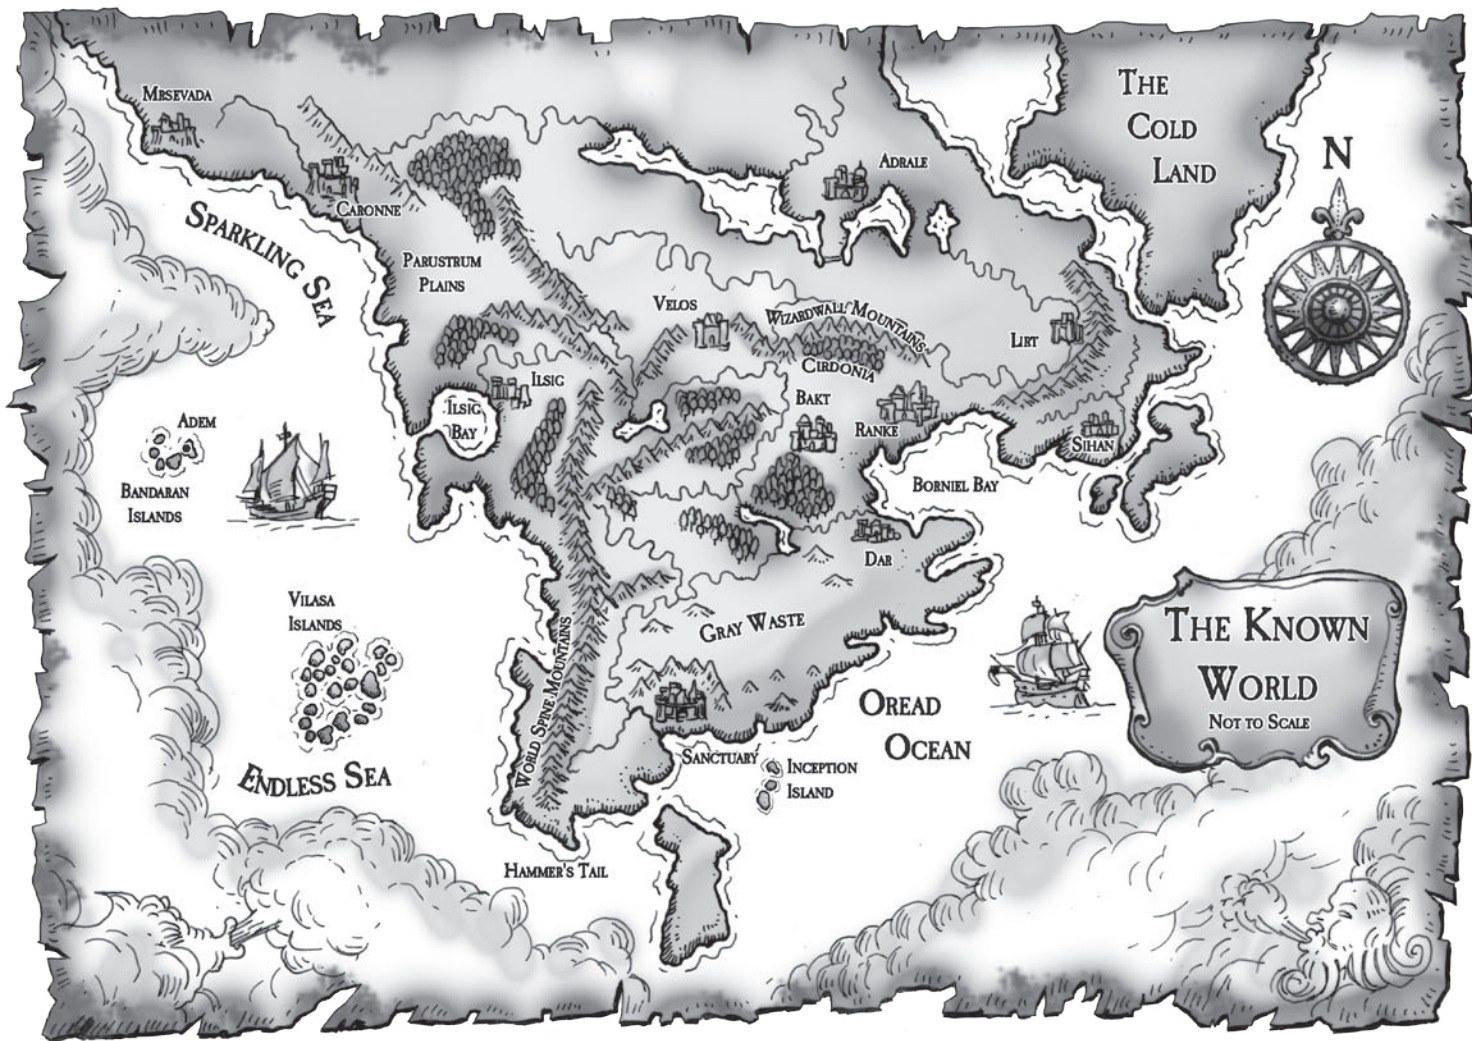 The
Cold
Land
Mrsevada
N
Adrale
Caronne
Sparkling Sea
Parustrum
Plains
Velos
Wizardwall Mountains
Lirt
Cirdonia
Ilsig
Ilsig
Bay
Bakt
Ranke
Sihan
Adem
Bandaran
Islands
Borniel Bay
Dar
Vilasa
Islands
Gray Waste
The Known
World
Not to Scale
World Spine Mountains
Oread
Ocean
Sanctuary
Inception
Island
Endless Sea
Hammer's Tail